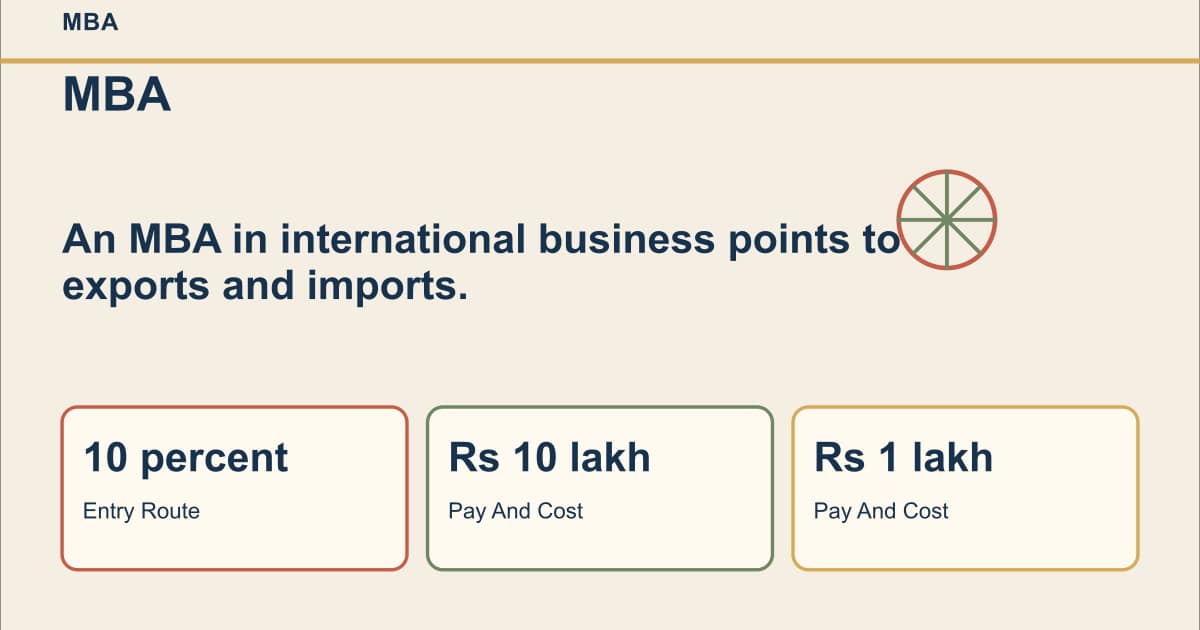 MBA
MBA
An MBA in international business points to
exports and imports.
10 percent
Entry Route
Rs 10 lakh
Pay And Cost
Rs 1 lakh
Pay And Cost